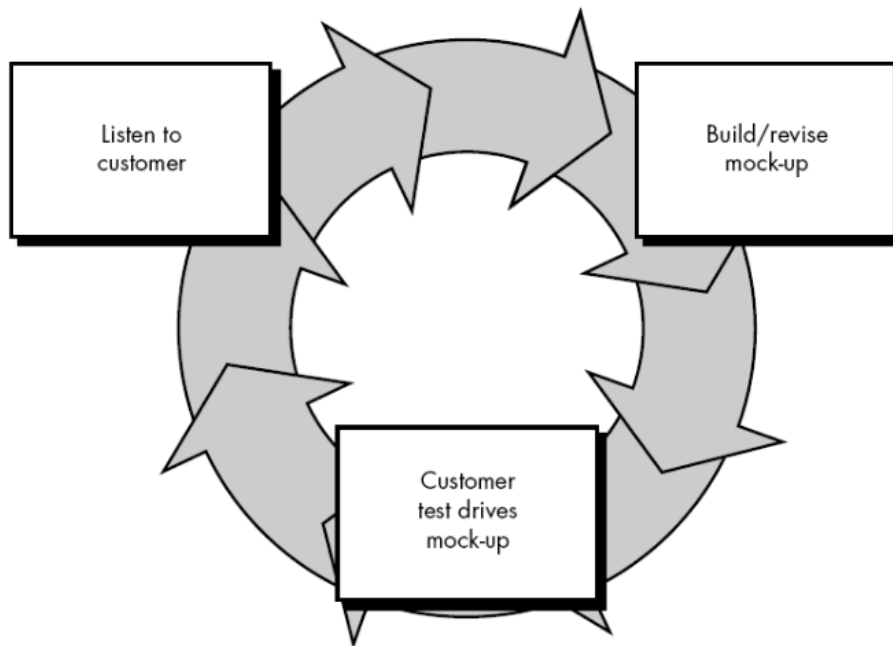 Listen to
customer
Build/revise
mock-up
Customer
test drives
mock-up